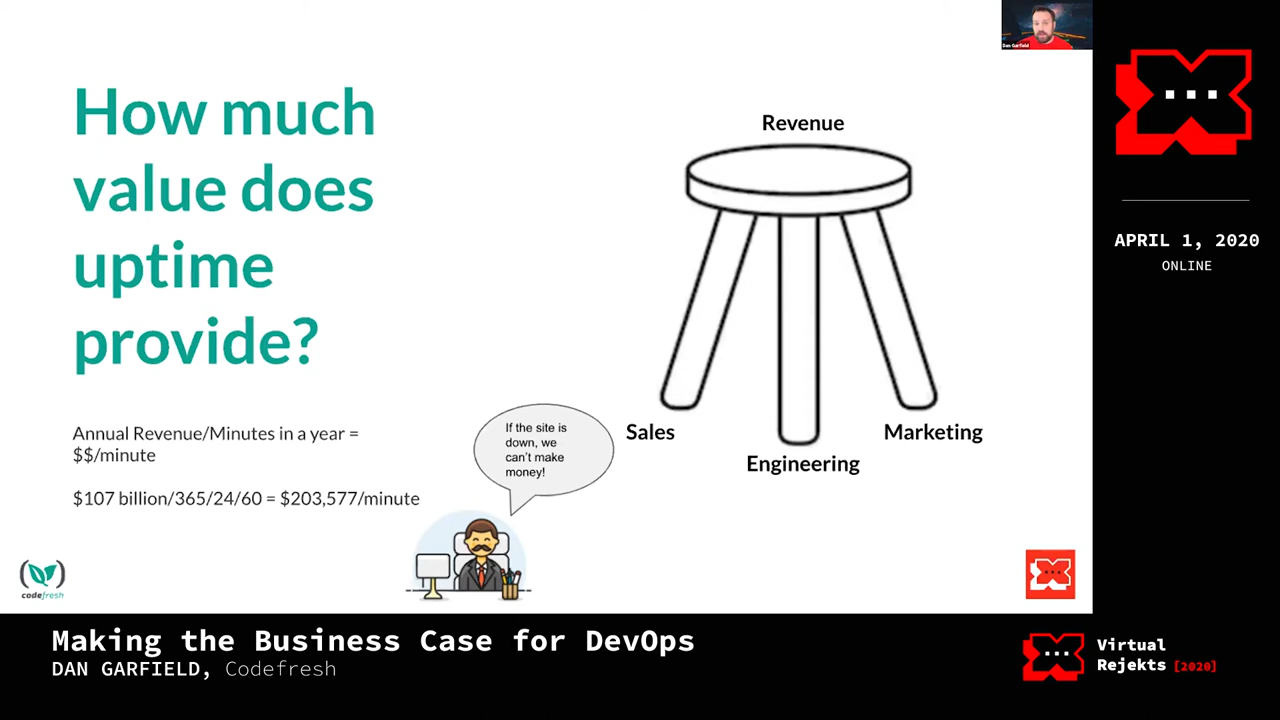 Dan Garfield
How much
value does
uptime
provide?
Annual Revenue/Minutes in a year =
$$/minute
$107 billion/365/24/60 = $203,577/minute
If the site is
down, we
can't make
money!
Revenue
Sales
Engineering
Marketing
codefresh
APRIL 1, 2020
ONLINE
Making the Business Case for DevOps
DAN GARFIELD, Codefresh
Virtual
Rejekts [2020]